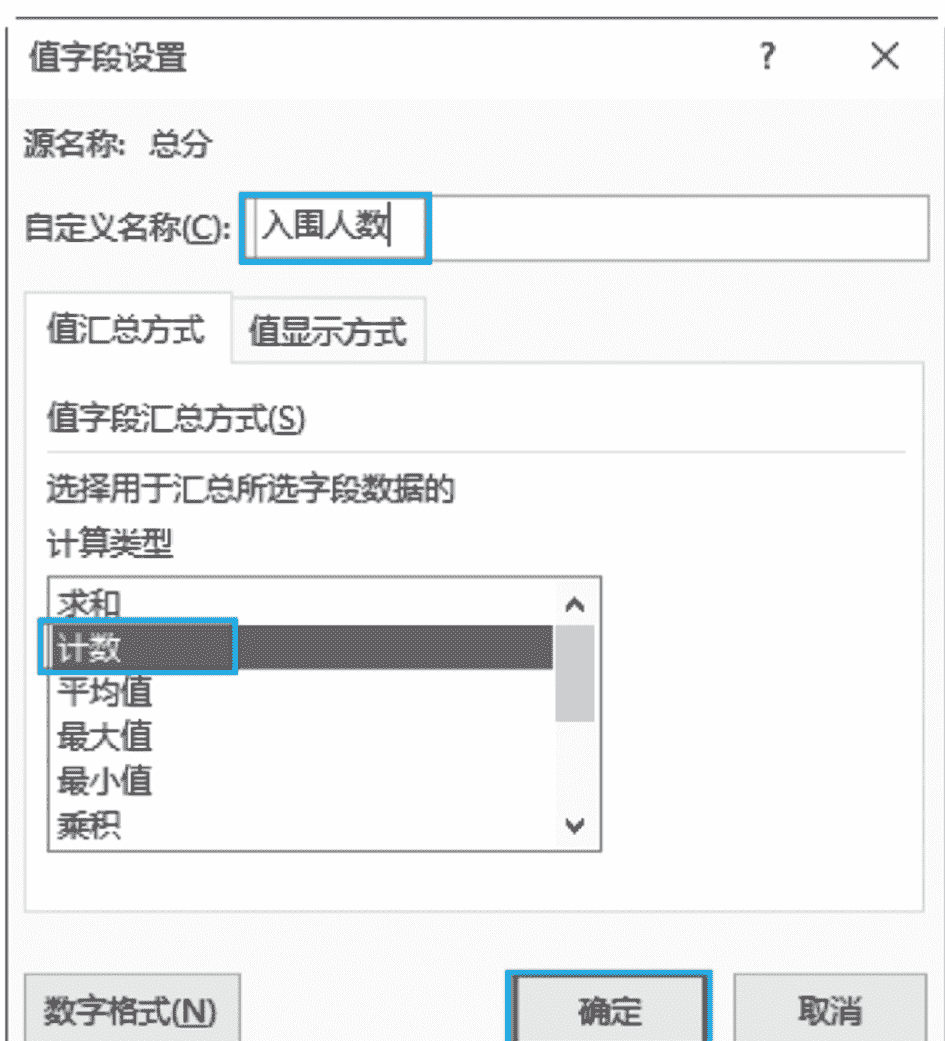 值字段设置 ? ×
源名称: 总分
自定义名称(C): 入围人数
值汇总方式 值显示方式
值字段汇总方式(S)
选择用于汇总所选字段数据的
计算类型
求和
计数
平均值
最大值
最小值
乘积
数字格式(N) 确定 取消